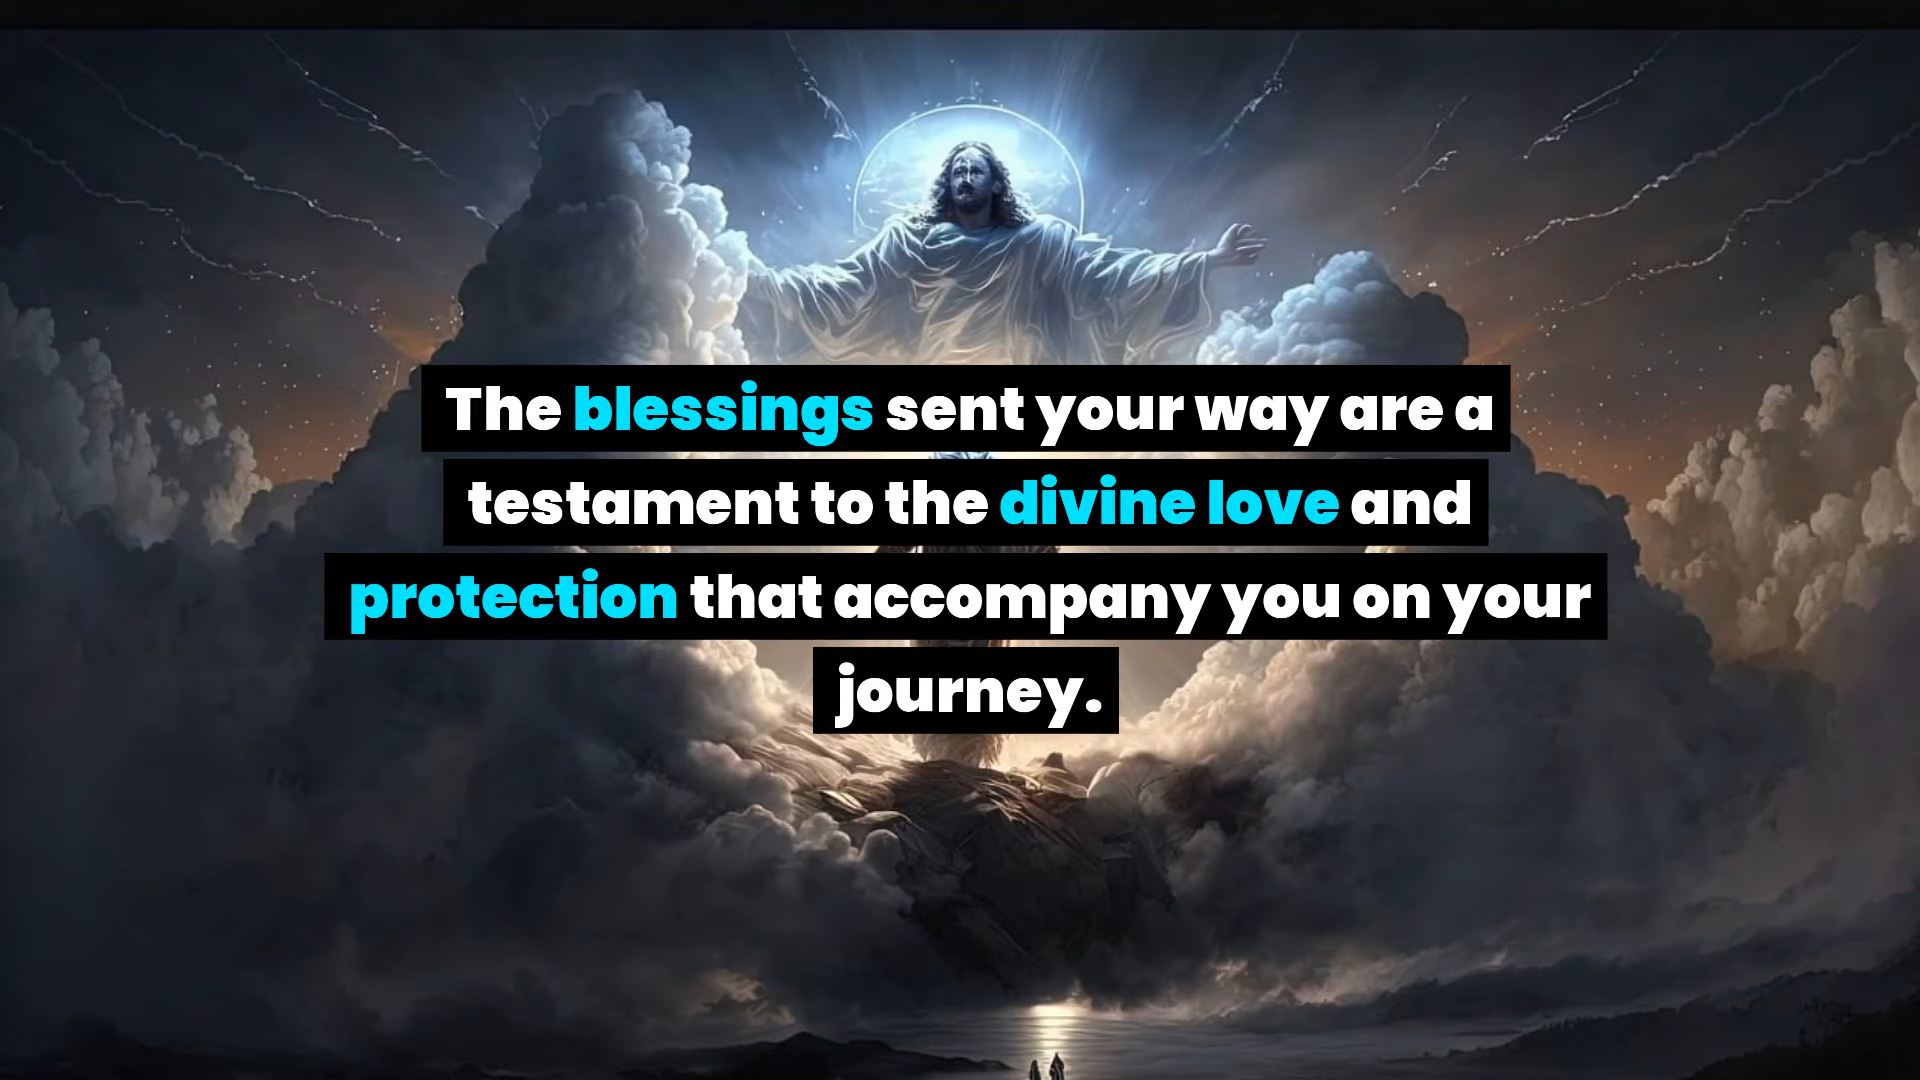 The blessings sent your way are a
testament to the divine love and
protection that accompany you on your
journey.